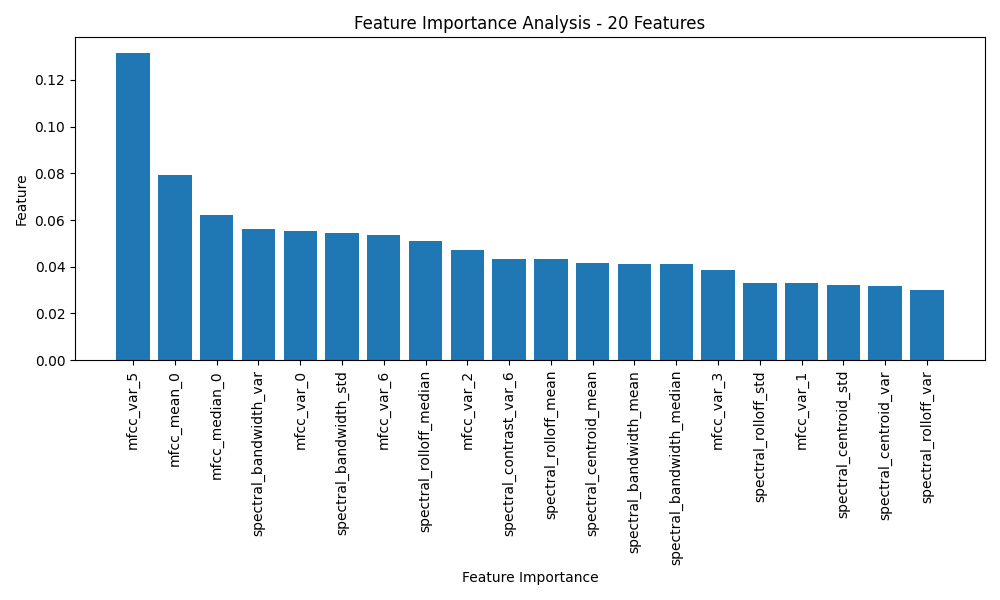 Feature Importance Analysis - 20 Features
Feature
0.12
0.10
0.08
0.06
0.04
0.02
0.00
mfcc_var_5
mfcc_mean_0
mfcc_median_0
spectral_bandwidth_var
mfcc_var_0
spectral_bandwidth_std
mfcc_var_6
spectral_rolloff_median
mfcc_var_2
spectral_contrast_var_6
spectral_rolloff_mean
spectral_centroid_mean
spectral_bandwidth_mean
spectral_bandwidth_median
mfcc_var_3
spectral_rolloff_std
mfcc_var_1
spectral_centroid_std
spectral_centroid_var
spectral_rolloff_var
Feature Importance